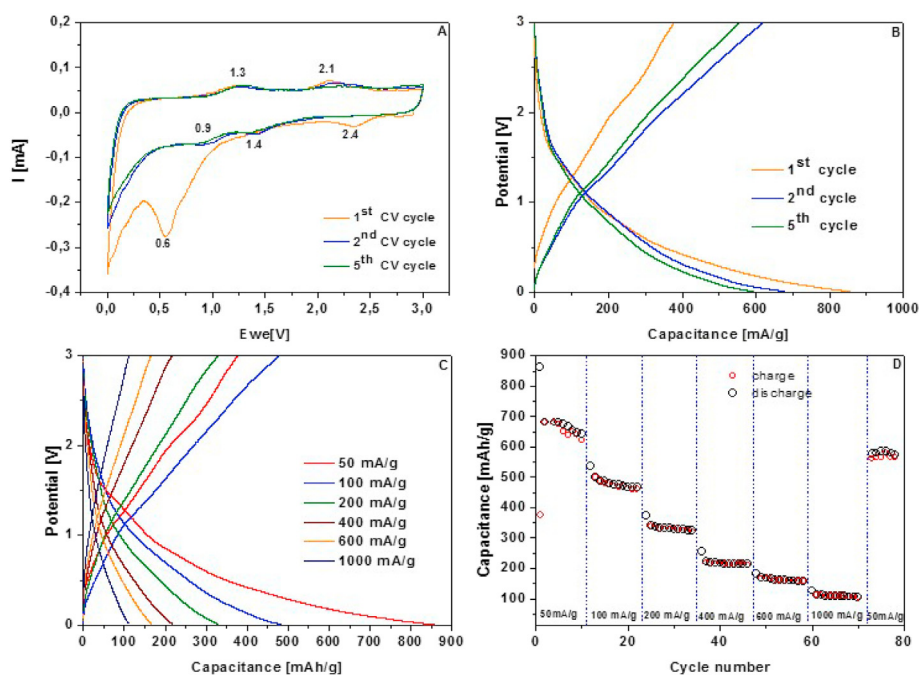 A
0,2
0,1
0,0
-0,1
-0,2
-0,3
-0,4
I [mA]
1.3
2.1
0.9
1.4
2.4
0.6
1st CV cycle
2nd CV cycle
5th CV cycle
0,0 0,5 1,0 1,5 2,0 2,5 3,0
Ewe[V]
B
3
2
1
0
Potential [V]
1st cycle
2nd cycle
5th cycle
0 200 400 600 800 1000
Capacitance [mA/g]
C
3
2
1
0
Potential [V]
50 mA/g
100 mA/g
200 mA/g
400 mA/g
600 mA/g
1000 mA/g
0 100 200 300 400 500 600 700 800 900
Capacitance [mAh/g]
D
900
800
700
600
500
400
300
200
100
Capacitance [mAh/g]
charge
discharge
50mA/g 100 mA/g 200 mA/g 400 mA/g 600 mA/g 1000 mA/g 50mA/g
0 20 40 60 80
Cycle number